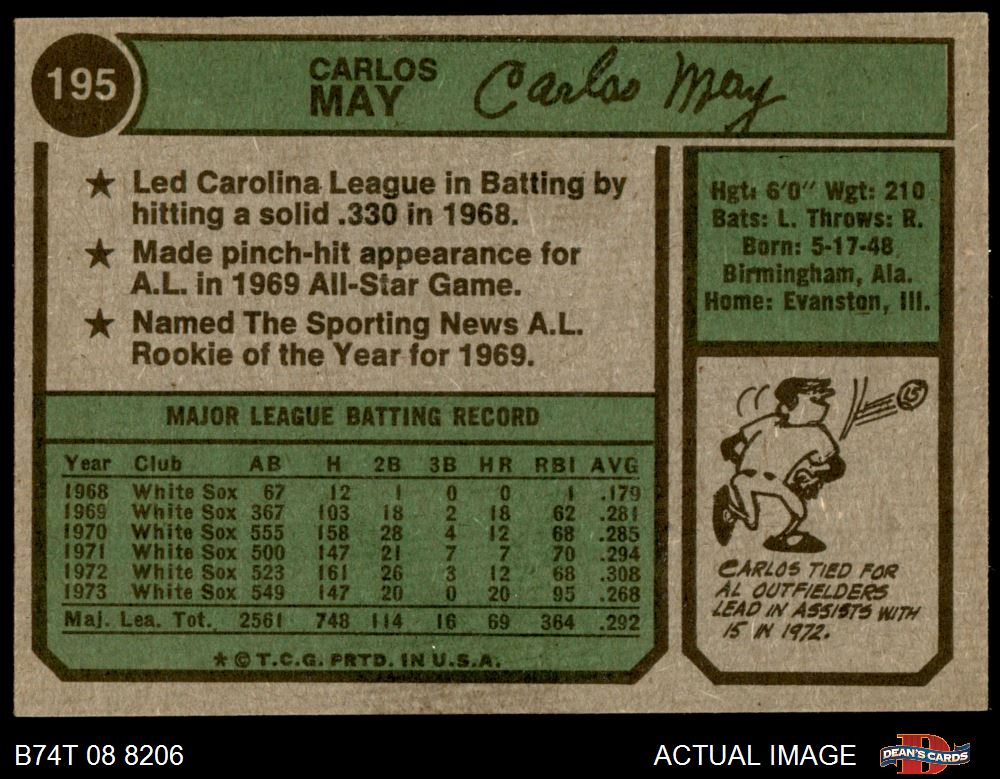 195
CARLOS
MAY
Carlos May
★ Led Carolina League in Batting by
hitting a solid .330 in 1968.
★ Made pinch-hit appearance for
A.L. in 1969 All-Star Game.
★ Named The Sporting News A.L.
Rookie of the Year for 1969.
Hgt: 6'0" Wgt: 210
Bats: L. Throws: R.
Born: 5-17-48
Birmingham, Ala.
Home: Evanston, Ill.
MAJOR LEAGUE BATTING RECORD
Year Club AB H 2B 3B HR RBI AVG
1968 White Sox 67 12 1 0 0 1 .179
1969 White Sox 367 103 18 2 18 62 .281
1970 White Sox 555 158 28 4 12 68 .285
1971 White Sox 500 147 21 7 7 70 .294
1972 White Sox 523 161 26 3 12 68 .308
1973 White Sox 549 147 20 0 20 95 .268
Maj. Lea. Tot. 2561 748 114 16 69 364 .292
★ © T.C.G. PRTD. IN U.S.A.
15
CARLOS TIED FOR
AL OUTFIELDERS
LEAD IN ASSISTS WITH
15 IN 1972.
B74T 08 8206
ACTUAL IMAGE
DEAN'S CARDS